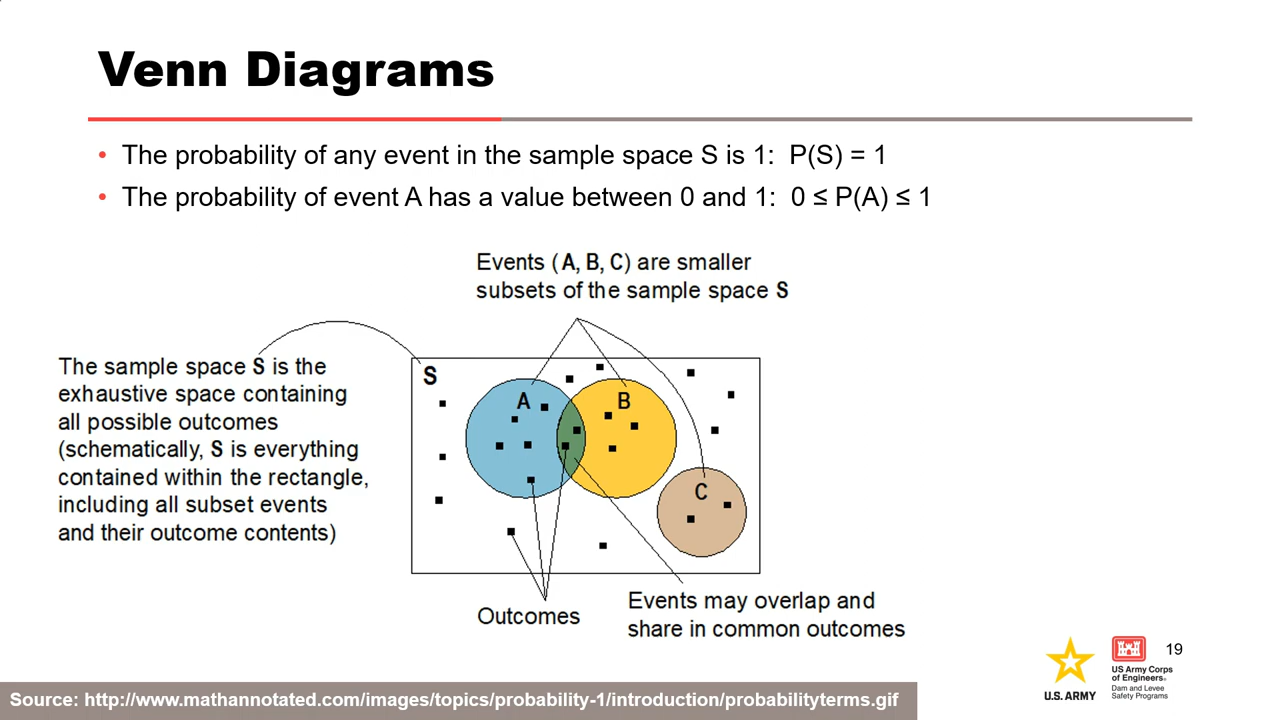 Venn Diagrams
• The probability of any event in the sample space S is 1:  P(S) = 1
• The probability of event A has a value between 0 and 1:  0 ≤ P(A) ≤ 1
Events (A, B, C) are smaller
subsets of the sample space S
The sample space S is the
exhaustive space containing
all possible outcomes
(schematically, S is everything
contained within the rectangle,
including all subset events
and their outcome contents)
S
A
B
C
Outcomes
Events may overlap and
share in common outcomes
19
U.S. ARMY
US Army Corps
of Engineers®
Dam and Levee
Safety Programs
Source: http://www.mathannotated.com/images/topics/probability-1/introduction/probabilityterms.gif